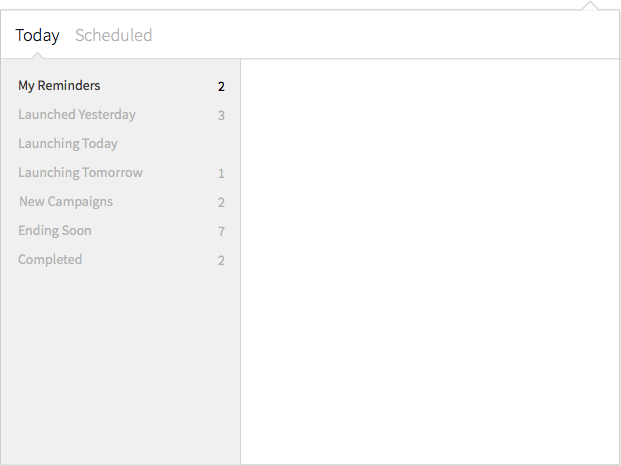 Today Scheduled
My Reminders 2
Launched Yesterday 3
Launching Today
Launching Tomorrow 1
New Campaigns 2
Ending Soon 7
Completed 2